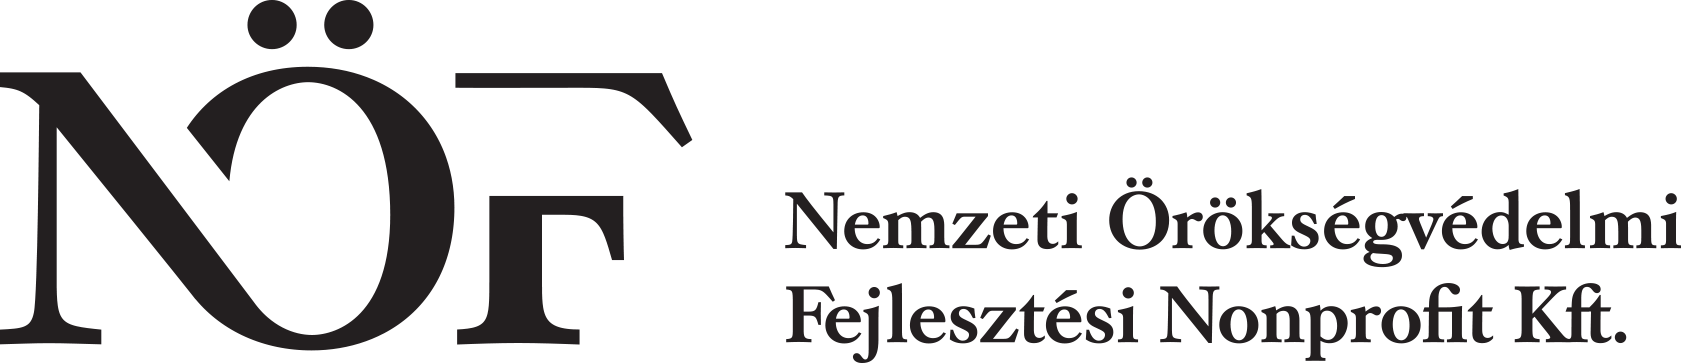 NÖF
Nemzeti Örökségvédelmi
Fejlesztési Nonprofit Kft.